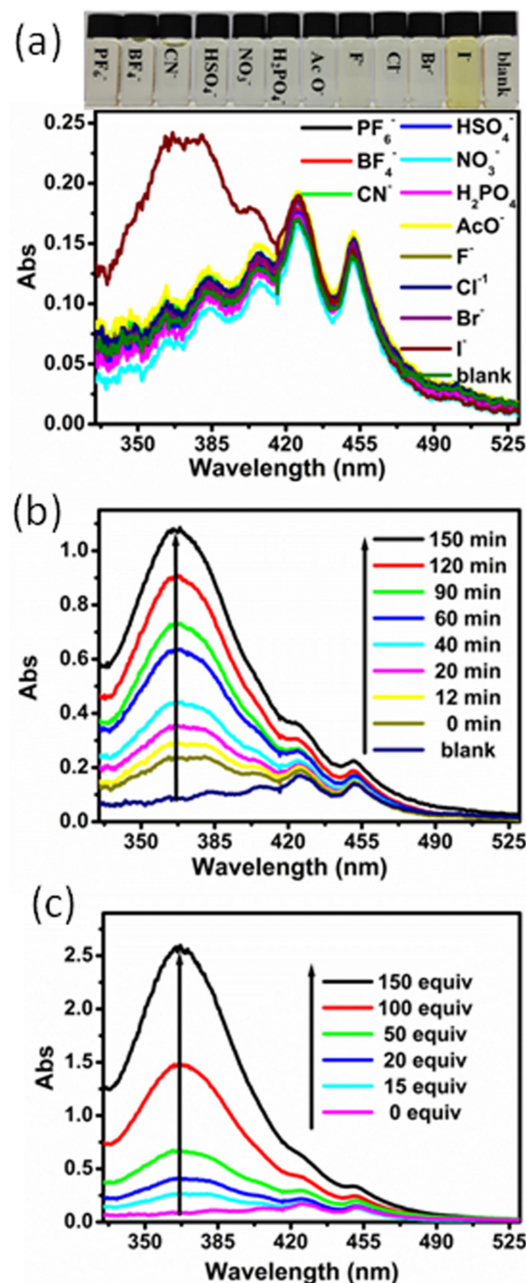 (a)
PF6- BF4- CN- HSO4- NO3- H2PO4- Ac O- F- Cl- Br- I- blank
PF6- HSO4-
BF4- NO3-
CN- H2PO4
AcO-
F-
Cl-1
Br-
I-
blank
Abs
0.25
0.20
0.15
0.10
0.05
0.00
350 385 420 455 490 525
Wavelength (nm)
(b)
150 min
120 min
90 min
60 min
40 min
20 min
12 min
0 min
blank
Abs
1.0
0.8
0.6
0.4
0.2
0.0
350 385 420 455 490 525
Wavelength (nm)
(c)
150 equiv
100 equiv
50 equiv
20 equiv
15 equiv
0 equiv
Abs
2.5
2.0
1.5
1.0
0.5
0.0
350 385 420 455 490 525
Wavelength (nm)